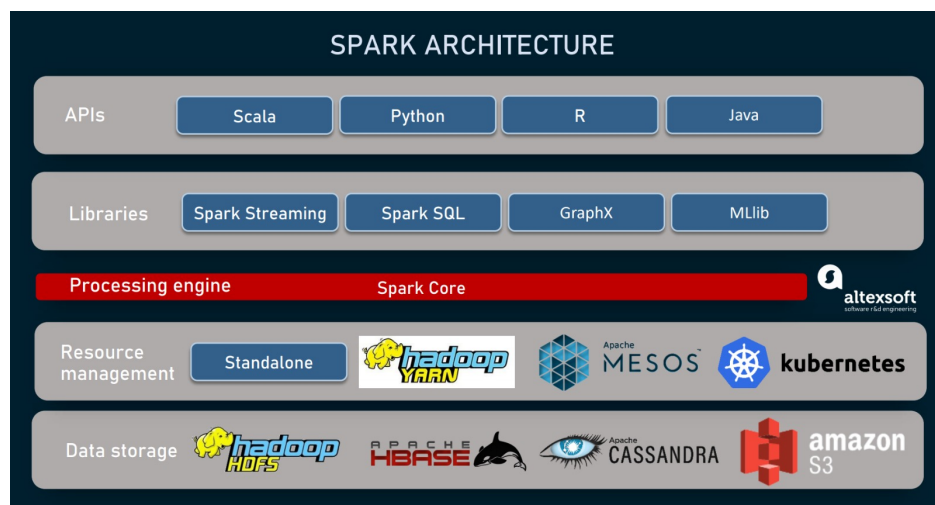 SPARK ARCHITECTURE
APIs
Scala
Python
R
Java
Libraries
Spark Streaming
Spark SQL
GraphX
MLlib
Processing engine
Spark Core
altexsoft
software r&d engineering
Resource
management
Standalone
hadoop
YARN
Apache
MESOS™
kubernetes
Data storage
hadoop
HDFS
APACHE
HBASE
Apache
CASSANDRA
amazon
S3